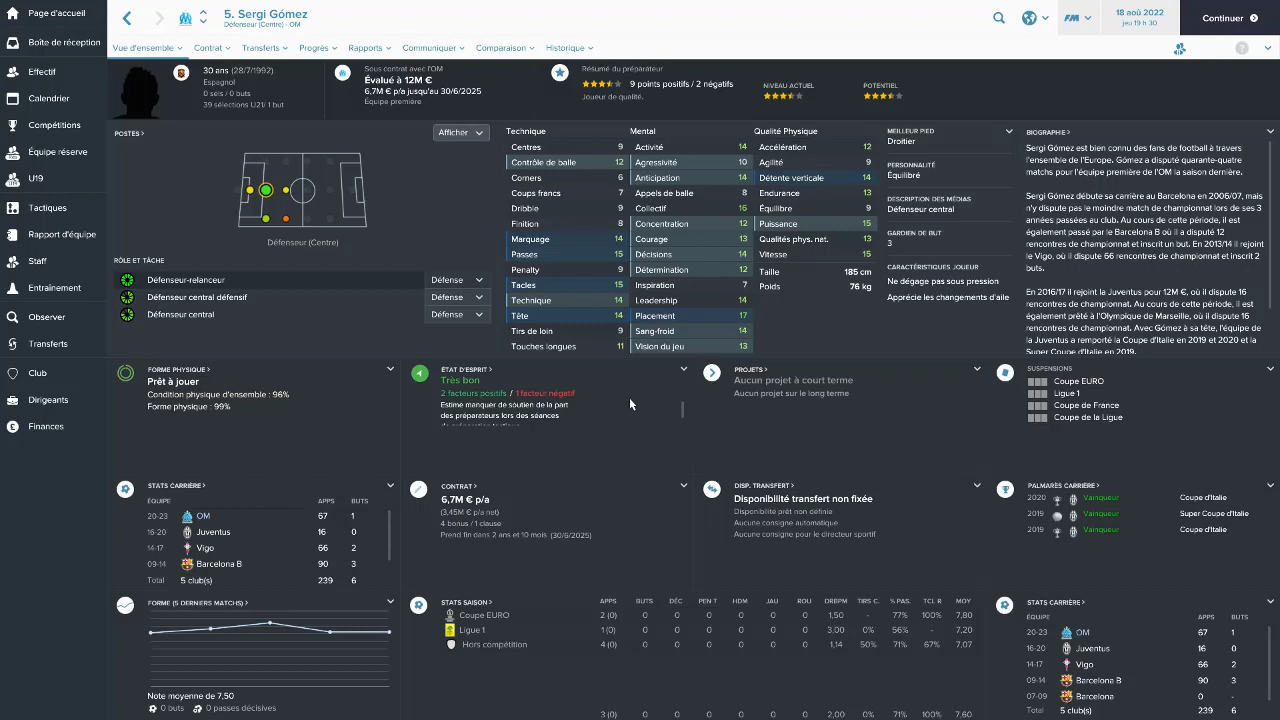 Page d'accueil
Boîte de réception
Effectif
Calendrier
Compétitions
Équipe réserve
U19
Tactiques
Rapport d'équipe
Staff
Entraînement
Observer
Transferts
Club
Dirigeants
Finances
5. Sergi Gómez
Défenseur (Centre) - OM
FM
18 août 2022
jeu 19 h 30
Continuer
Vue d'ensemble
Contrat
Transferts
Progrès
Rapports
Communiquer
Comparaison
Historique
30 ans (28/7/1992)
Espagnol
0 séls / 0 buts
39 sélections U21/ 1 but
Sous contrat avec l'OM
Évalué à 12M €
6,7M € p/a jusqu'au 30/6/2025
Équipe première
Résumé du préparateur
9 points positifs / 2 négatifs
Joueur de qualité.
NIVEAU ACTUEL
POTENTIEL
POSTES >
Afficher
Défenseur (Centre)
RÔLE ET TÂCHE
Défenseur-relanceur Défense
Défenseur central défensif Défense
Défenseur central Défense
Technique
Centres 9
Contrôle de balle 12
Corners 6
Coups francs 7
Dribble 9
Finition 8
Marquage 14
Passes 15
Penalty 9
Tacles 15
Technique 14
Tête 14
Tirs de loin 9
Touches longues 11
Mental
Activité 14
Agressivité 10
Anticipation 14
Appels de balle 8
Collectif 16
Concentration 12
Courage 13
Décisions 14
Détermination 12
Inspiration 7
Leadership 14
Placement 17
Sang-froid 14
Vision du jeu 13
Qualité Physique
Accélération 12
Agilité 9
Détente verticale 14
Endurance 13
Équilibre 9
Puissance 15
Qualités phys. nat. 13
Vitesse 15
Taille 185 cm
Poids 76 kg
MEILLEUR PIED
Droitier
PERSONNALITÉ
Équilibré
DESCRIPTION DES MÉDIAS
Défenseur central
GARDIEN DE BUT
3
CARACTÉRISTIQUES JOUEUR
Ne dégage pas sous pression
Apprécie les changements d'aile
BIOGRAPHIE >
Sergi Gómez est bien connu des fans de football à travers
l'ensemble de l'Europe. Gómez a disputé quarante-quatre
matchs pour l'équipe première de l'OM la saison dernière.
Sergi Gómez débute sa carrière au Barcelona en 2006/07, mais
n'y dispute pas le moindre match de championnat lors de ses 3
années passées au club. Au cours de cette période, il est
également passé par le Barcelona B où il a disputé 12
rencontres de championnat et inscrit un but. En 2013/14 il rejoint
le Vigo, où il dispute 66 rencontres de championnat et inscrit 2
buts.
En 2016/17 il rejoint la Juventus pour 12M €, où il dispute 16
rencontres de championnat. Au cours de cette période, il est
également prêté à l'Olympique de Marseille, où il dispute 16
rencontres de championnat. Avec Gómez à sa tête, l'équipe de
la Juventus a remporté la Coupe d'Italie en 2019 et 2020 et la
Super Coupe d'Italie en 2019.
FORME PHYSIQUE >
Prêt à jouer
Condition physique d'ensemble : 96%
Forme physique : 99%
ÉTAT D'ESPRIT >
Très bon
2 facteurs positifs / 1 facteur négatif
Estime manquer de soutien de la part
des préparateurs lors des séances
de préparation tactique
PROJETS >
Aucun projet à court terme
Aucun projet sur le long terme
SUSPENSIONS
Coupe EURO
Ligue 1
Coupe de France
Coupe de la Ligue
STATS CARRIÈRE >
ÉQUIPE APPS BUTS
20-23 OM 67 1
16-20 Juventus 16 0
14-17 Vigo 66 2
09-14 Barcelona B 90 3
Total 5 club(s) 239 6
CONTRAT >
6,7M € p/a
(3,45M € p/a net)
4 bonus / 1 clause
Prend fin dans 2 ans et 10 mois (30/6/2025)
DISP. TRANSFERT >
Disponibilité transfert non fixée
Disponibilité prêt non définie
Aucune consigne automatique
Aucune consigne pour le directeur sportif
PALMARÈS CARRIÈRE >
2020 Vainqueur Coupe d'Italie
2019 Vainqueur Super Coupe d'Italie
2019 Vainqueur Coupe d'Italie
FORME (5 DERNIERS MATCHS) >
Note moyenne de 7,50
0 buts 0 passes décisives
STATS SAISON > APPS BUTS DÉC PEN T HDM JAU ROU DRBPM TIRS C. % PAS. TCL R MOY
Coupe EURO 2 (0) 0 0 0 0 0 0 1,50 - 77% 100% 7,80
Ligue 1 1 (0) 0 0 0 0 0 0 3,00 0% 56% - 7,20
Hors compétition 4 (0) 0 0 0 0 0 0 1,14 50% 71% 67% 7,07
3 (0) 0 0 0 0 0 0 2,00 0% 71% 100% 7,60
STATS CARRIÈRE >
ÉQUIPE APPS BUTS
20-23 OM 67 1
16-20 Juventus 16 0
14-17 Vigo 66 2
09-14 Barcelona B 90 3
07-09 Barcelona 0 -
Total 5 club(s) 239 6